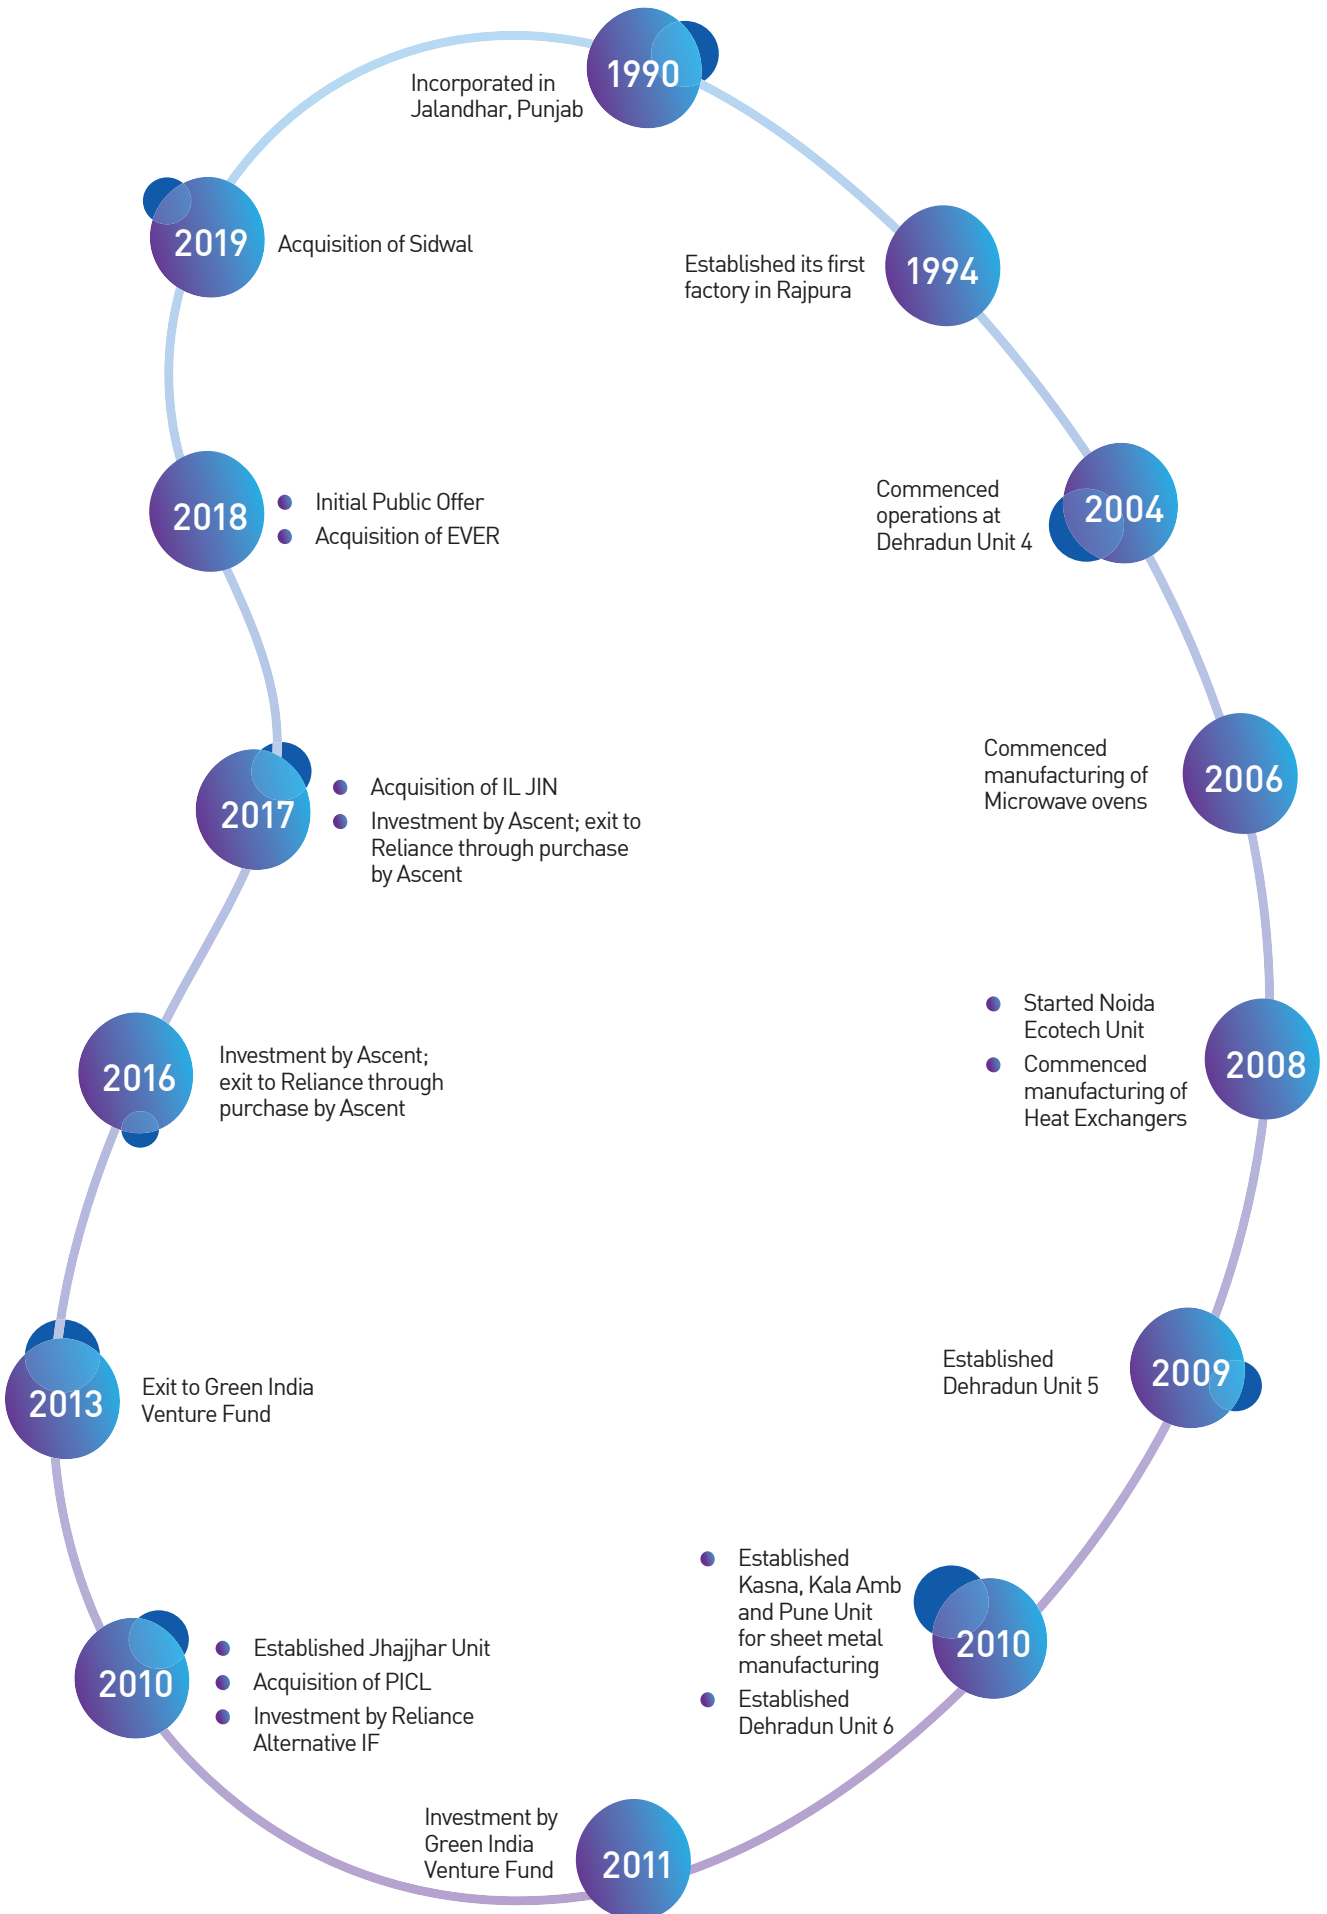 1990
Incorporated in
Jalandhar, Punjab
1994
Established its first
factory in Rajpura
2004
Commenced
operations at
Dehradun Unit 4
2006
Commenced
manufacturing of
Microwave ovens
2008
Started Noida
Ecotech Unit
Commenced
manufacturing of
Heat Exchangers
2009
Established
Dehradun Unit 5
2010
Established
Kasna, Kala Amb
and Pune Unit
for sheet metal
manufacturing
Established
Dehradun Unit 6
2011
Investment by
Green India
Venture Fund
2010
Established Jhajjhar Unit
Acquisition of PICL
Investment by Reliance
Alternative IF
2013
Exit to Green India
Venture Fund
2016
Investment by Ascent;
exit to Reliance through
purchase by Ascent
2017
Acquisition of IL JIN
Investment by Ascent; exit to
Reliance through purchase
by Ascent
2018
Initial Public Offer
Acquisition of EVER
2019
Acquisition of Sidwal